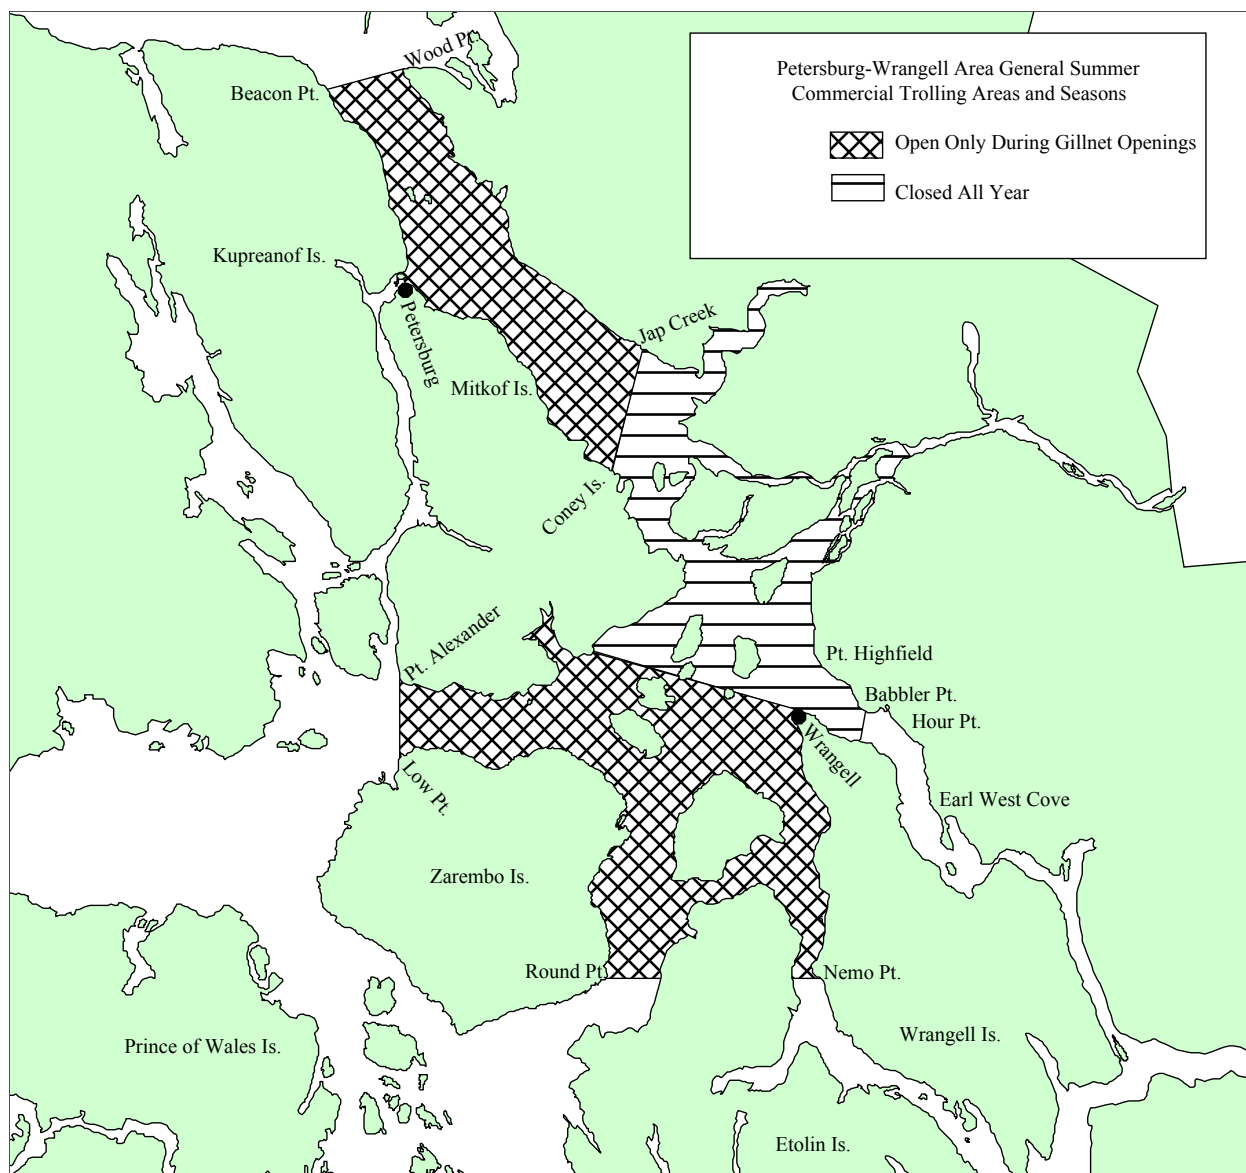 Wood Pt.
Beacon Pt.
Petersburg-Wrangell Area General Summer
Commercial Trolling Areas and Seasons
Open Only During Gillnet Openings
Closed All Year
Kupreanof Is.
Petersburg
Jap Creek
Mitkof Is.
Coney Is.
Pt. Alexander
Pt. Highfield
Babbler Pt.
Hour Pt.
Wrangell
Low Pt.
Earl West Cove
Zarembo Is.
Round Pt.
Nemo Pt.
Prince of Wales Is.
Wrangell Is.
Etolin Is.